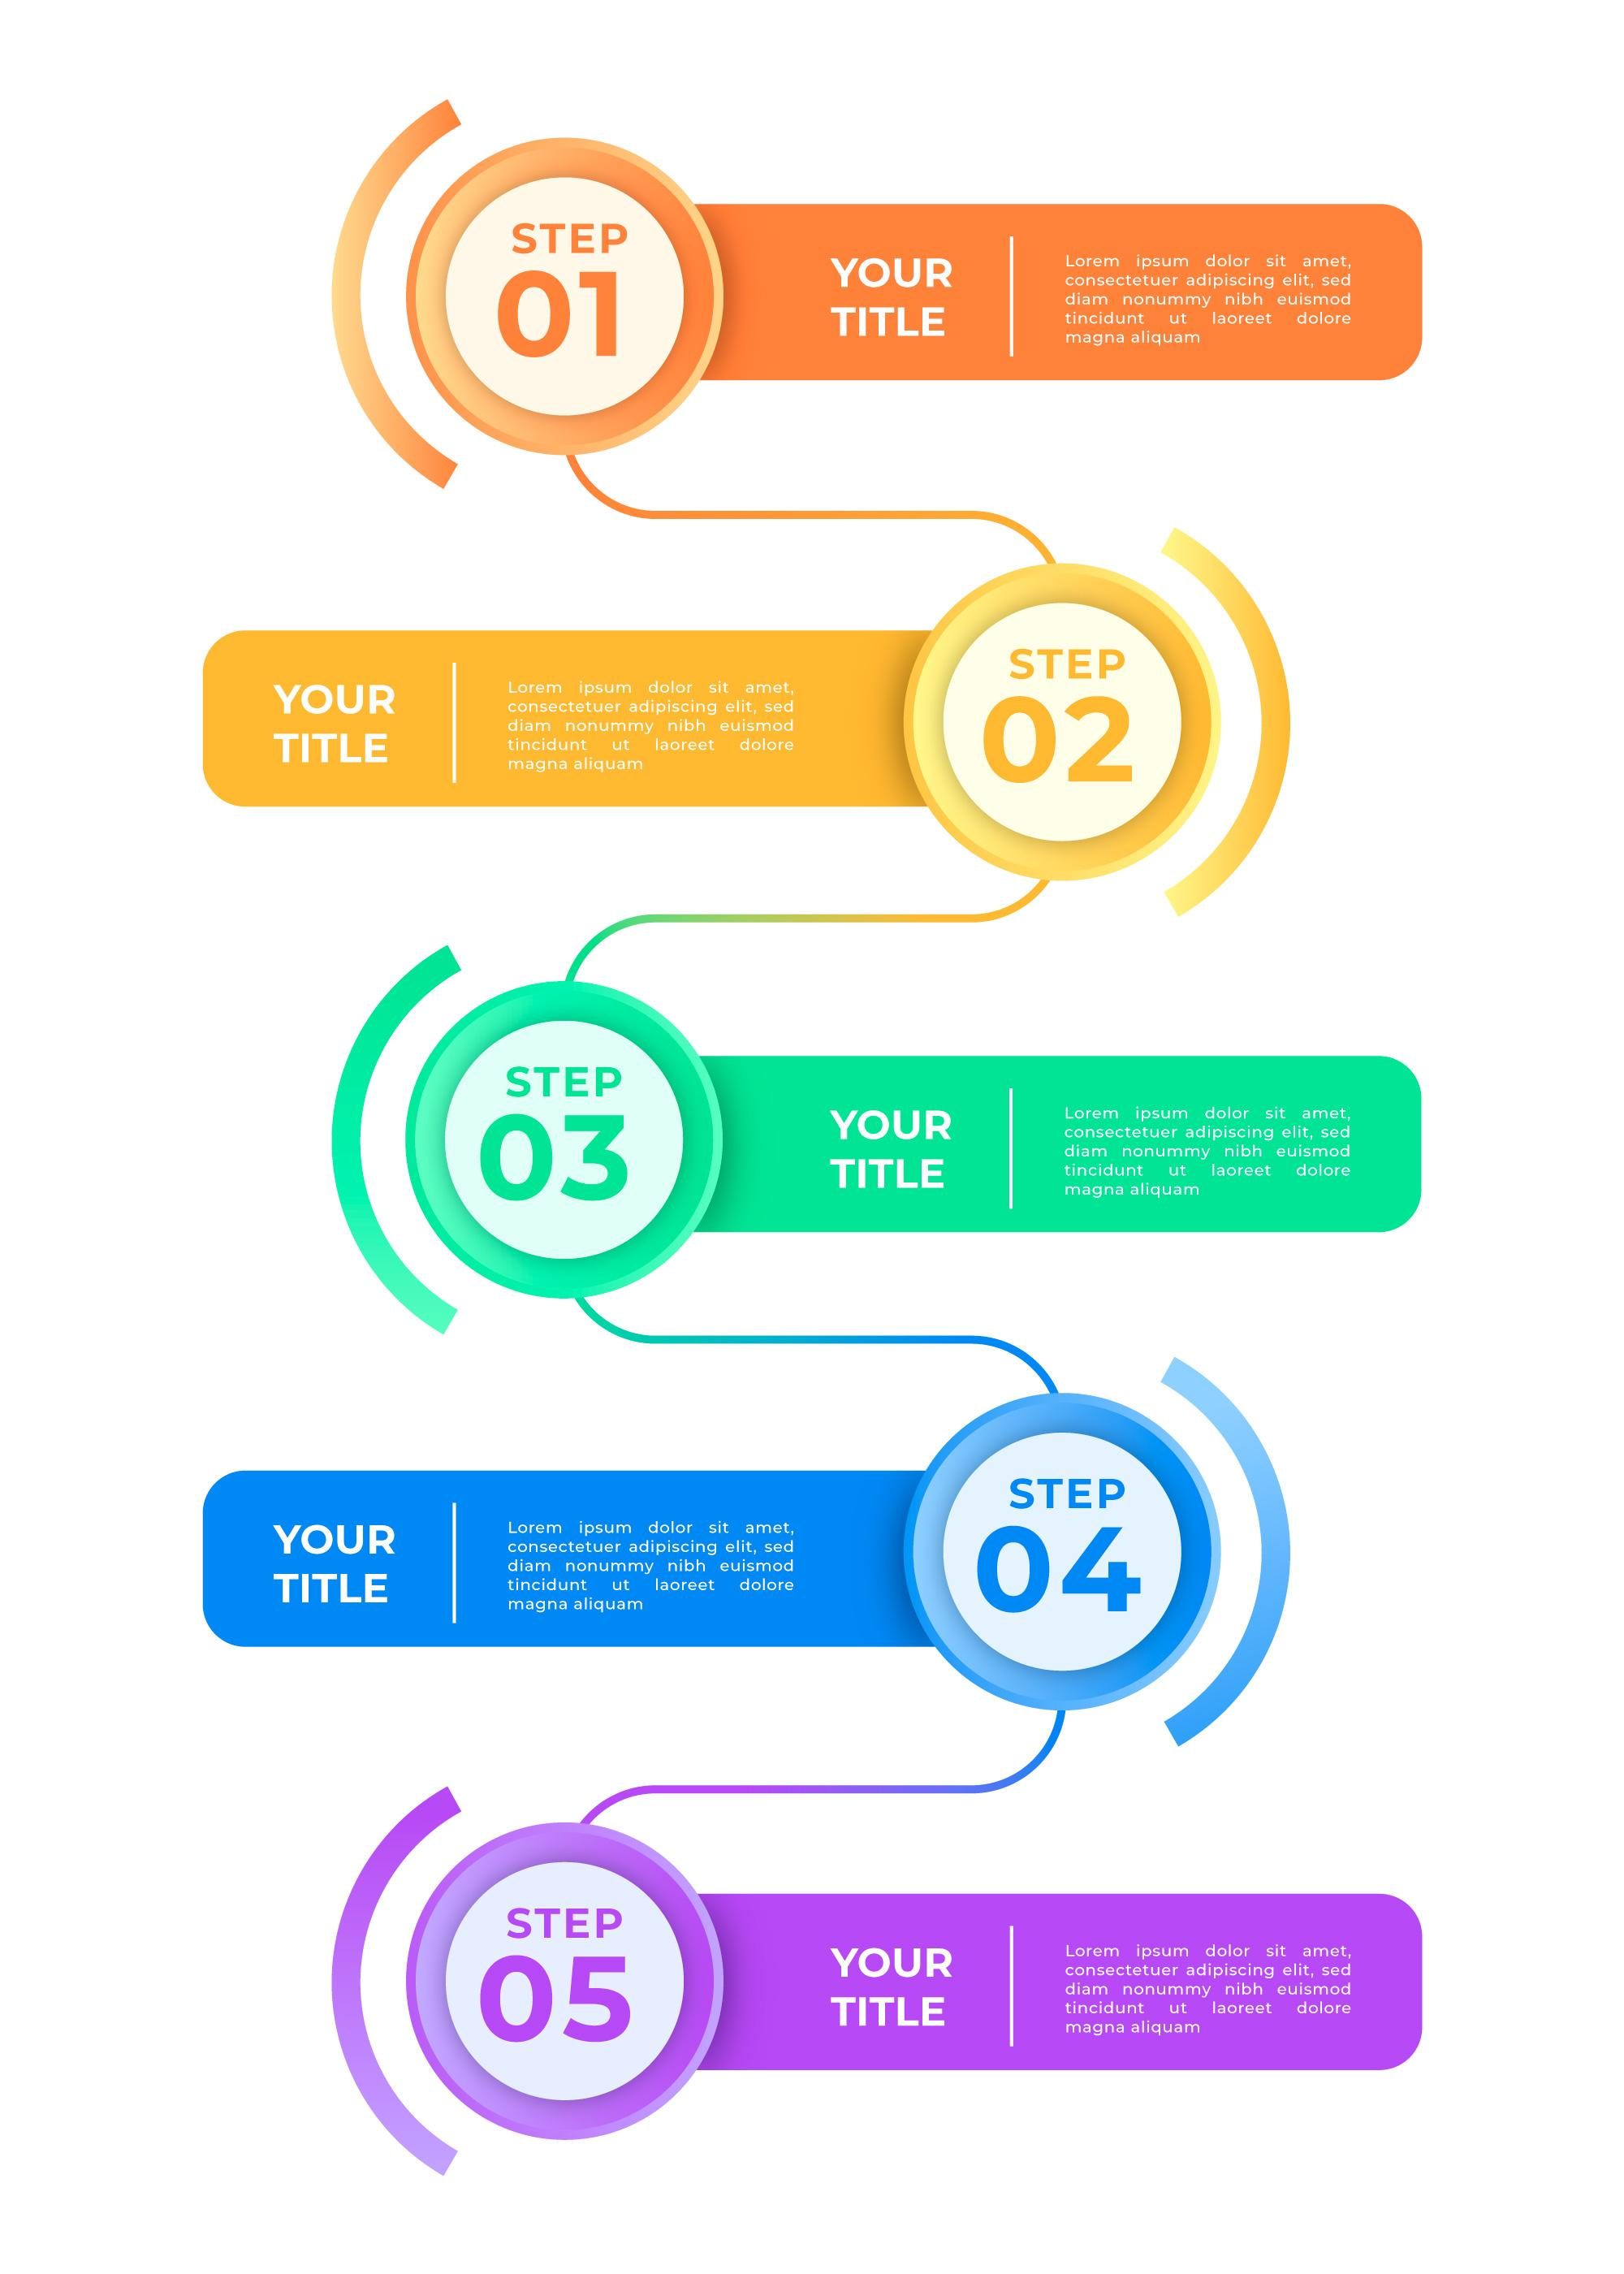 STEP
01
YOUR
TITLE
Lorem ipsum dolor sit amet,
consectetuer adipiscing elit, sed
diam nonummy nibh euismod
tincidunt ut laoreet dolore
magna aliquam
STEP
02
YOUR
TITLE
Lorem ipsum dolor sit amet,
consectetuer adipiscing elit, sed
diam nonummy nibh euismod
tincidunt ut laoreet dolore
magna aliquam
STEP
03
YOUR
TITLE
Lorem ipsum dolor sit amet,
consectetuer adipiscing elit, sed
diam nonummy nibh euismod
tincidunt ut laoreet dolore
magna aliquam
STEP
04
YOUR
TITLE
Lorem ipsum dolor sit amet,
consectetuer adipiscing elit, sed
diam nonummy nibh euismod
tincidunt ut laoreet dolore
magna aliquam
STEP
05
YOUR
TITLE
Lorem ipsum dolor sit amet,
consectetuer adipiscing elit, sed
diam nonummy nibh euismod
tincidunt ut laoreet dolore
magna aliquam